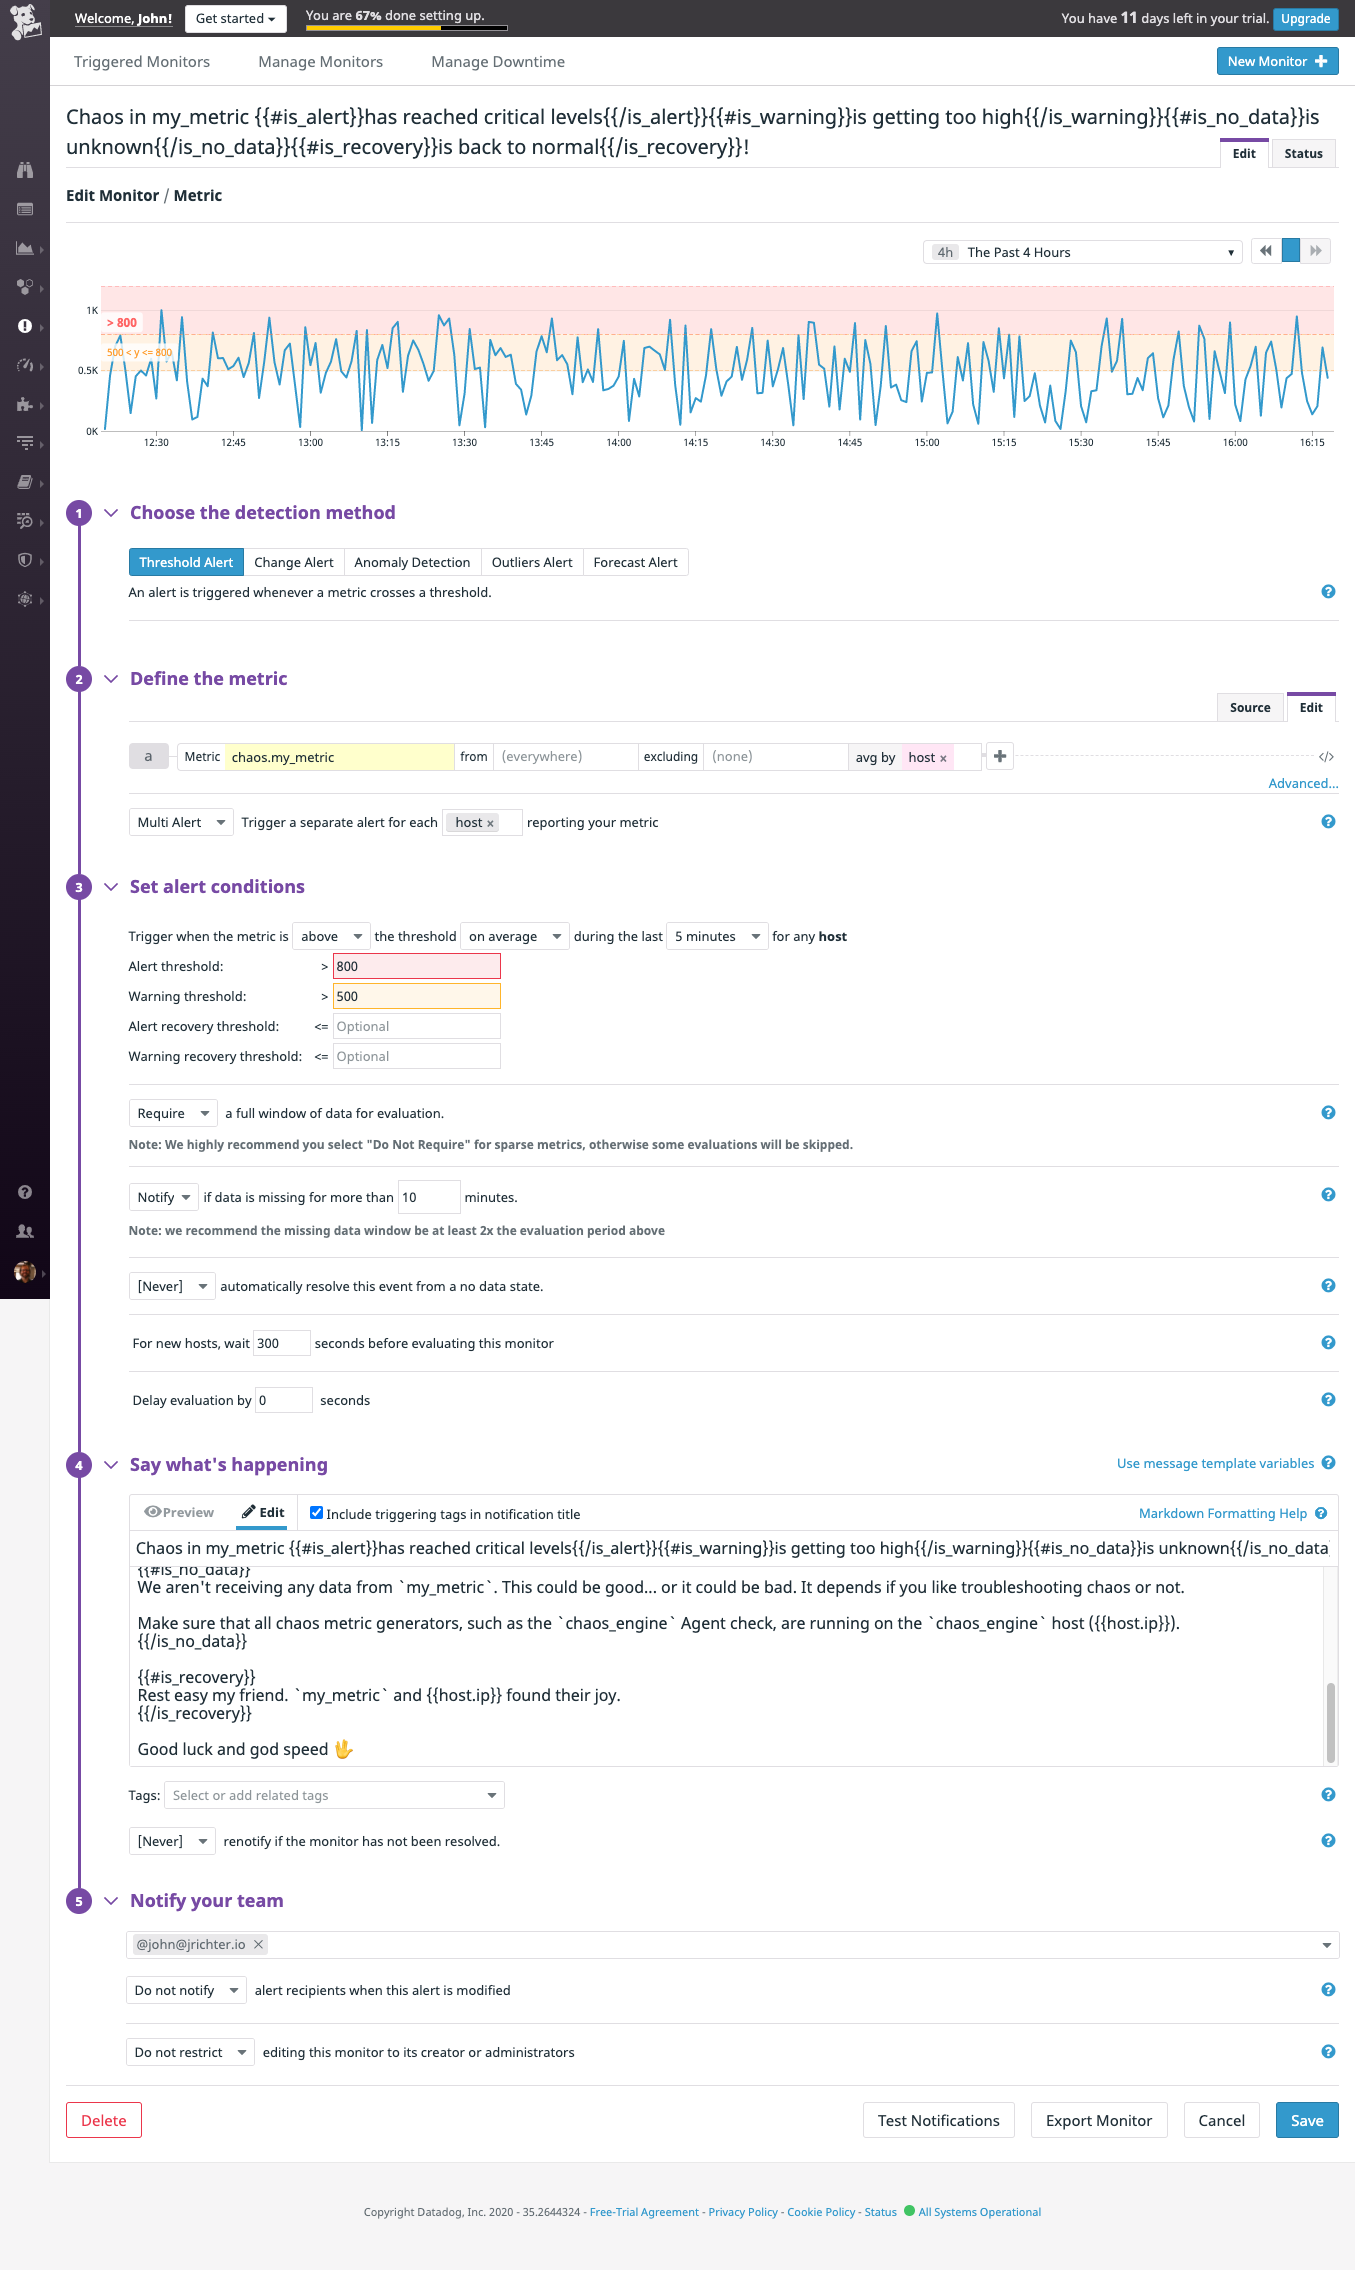 Welcome, John!
Get started
You are 67% done setting up.
You have 11 days left in your trial.
Upgrade
Triggered Monitors
Manage Monitors
Manage Downtime
New Monitor
Chaos in my_metric {{#is_alert}}has reached critical levels{{/is_alert}}{{#is_warning}}is getting too high{{/is_warning}}{{#is_no_data}}is
unknown{{/is_no_data}}{{#is_recovery}}is back to normal{{/is_recovery}}!
Edit
Status
Edit Monitor / Metric
4h The Past 4 Hours
1K
> 800
500 < y <= 800
0.5K
0K
12:30 12:45 13:00 13:15 13:30 13:45 14:00 14:15 14:30 14:45 15:00 15:15 15:30 15:45 16:00 16:15
1 Choose the detection method
Threshold Alert
Change Alert
Anomaly Detection
Outliers Alert
Forecast Alert
An alert is triggered whenever a metric crosses a threshold.
2 Define the metric
Source
Edit
a Metric chaos.my_metric from (everywhere) excluding (none) avg by host × </>
Advanced...
Multi Alert Trigger a separate alert for each host × reporting your metric
3 Set alert conditions
Trigger when the metric is above the threshold on average during the last 5 minutes for any host
Alert threshold: > 800
Warning threshold: > 500
Alert recovery threshold: <= Optional
Warning recovery threshold: <= Optional
Require a full window of data for evaluation.
Note: We highly recommend you select "Do Not Require" for sparse metrics, otherwise some evaluations will be skipped.
Notify if data is missing for more than 10 minutes.
Note: we recommend the missing data window be at least 2x the evaluation period above
[Never] automatically resolve this event from a no data state.
For new hosts, wait 300 seconds before evaluating this monitor
Delay evaluation by 0 seconds
4 Say what's happening
Use message template variables
Preview
Edit
Include triggering tags in notification title
Markdown Formatting Help
Chaos in my_metric {{#is_alert}}has reached critical levels{{/is_alert}}{{#is_warning}}is getting too high{{/is_warning}}{{#is_no_data}}is unknown{{/is_no_data
{{#is_no_data}}
We aren't receiving any data from `my_metric`. This could be good... or it could be bad. It depends if you like troubleshooting chaos or not.
Make sure that all chaos metric generators, such as the `chaos_engine` Agent check, are running on the `chaos_engine` host ({{host.ip}}).
{{/is_no_data}}
{{#is_recovery}}
Rest easy my friend. `my_metric` and {{host.ip}} found their joy.
{{/is_recovery}}
Good luck and god speed 🖖
Tags: Select or add related tags
[Never] renotify if the monitor has not been resolved.
5 Notify your team
@john@jrichter.io ×
Do not notify alert recipients when this alert is modified
Do not restrict editing this monitor to its creator or administrators
Delete
Test Notifications
Export Monitor
Cancel
Save
Copyright Datadog, Inc. 2020 - 35.2644324 - Free-Trial Agreement - Privacy Policy - Cookie Policy - Status All Systems Operational